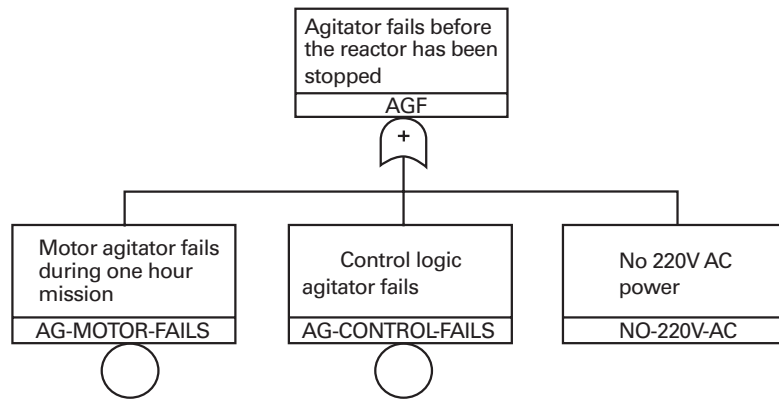 Agitator fails before
the reactor has been
stopped
AGF
+
Motor agitator fails
during one hour
mission
AG-MOTOR-FAILS
Control logic
agitator fails
AG-CONTROL-FAILS
No 220V AC
power
NO-220V-AC